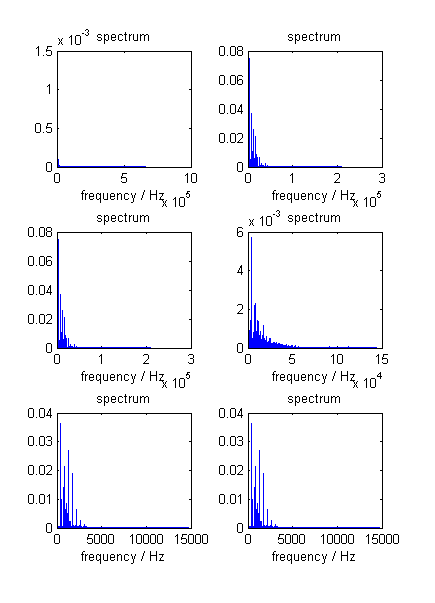 x 10^-3 spectrum
1.5
1
0.5
0
0 5 10
frequency / Hz
x 10^5
spectrum
0.08
0.06
0.04
0.02
0
0 1 2 3
frequency / Hz
x 10^5
spectrum
0.08
0.06
0.04
0.02
0
0 1 2 3
frequency / Hz
x 10^5
x 10^-3 spectrum
6
4
2
0
0 5 10 15
frequency / Hz
x 10^4
spectrum
0.04
0.03
0.02
0.01
0
0 5000 10000 15000
frequency / Hz
spectrum
0.04
0.03
0.02
0.01
0
0 5000 10000 15000
frequency / Hz